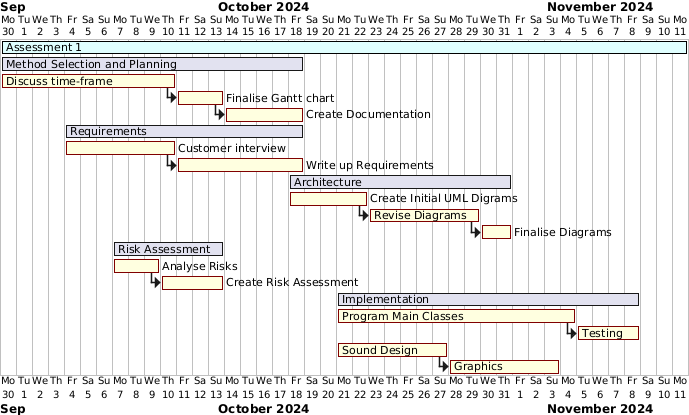 Sep October 2024 November 2024
Mo Tu We Th Fr Sa Su Mo Tu We Th Fr Sa Su Mo Tu We Th Fr Sa Su Mo Tu We Th Fr Sa Su Mo Tu We Th Fr Sa Su Mo Tu We Th Fr Sa Su Mo
30 1 2 3 4 5 6 7 8 9 10 11 12 13 14 15 16 17 18 19 20 21 22 23 24 25 26 27 28 29 30 31 1 2 3 4 5 6 7 8 9 10 11
Assessment 1
Method Selection and Planning
Discuss time-frame
Finalise Gantt chart
Create Documentation
Requirements
Customer interview
Write up Requirements
Architecture
Create Initial UML Digrams
Revise Diagrams
Finalise Diagrams
Risk Assessment
Analyse Risks
Create Risk Assessment
Implementation
Program Main Classes
Testing
Sound Design
Graphics
Mo Tu We Th Fr Sa Su Mo Tu We Th Fr Sa Su Mo Tu We Th Fr Sa Su Mo Tu We Th Fr Sa Su Mo Tu We Th Fr Sa Su Mo Tu We Th Fr Sa Su Mo
30 1 2 3 4 5 6 7 8 9 10 11 12 13 14 15 16 17 18 19 20 21 22 23 24 25 26 27 28 29 30 31 1 2 3 4 5 6 7 8 9 10 11
Sep October 2024 November 2024